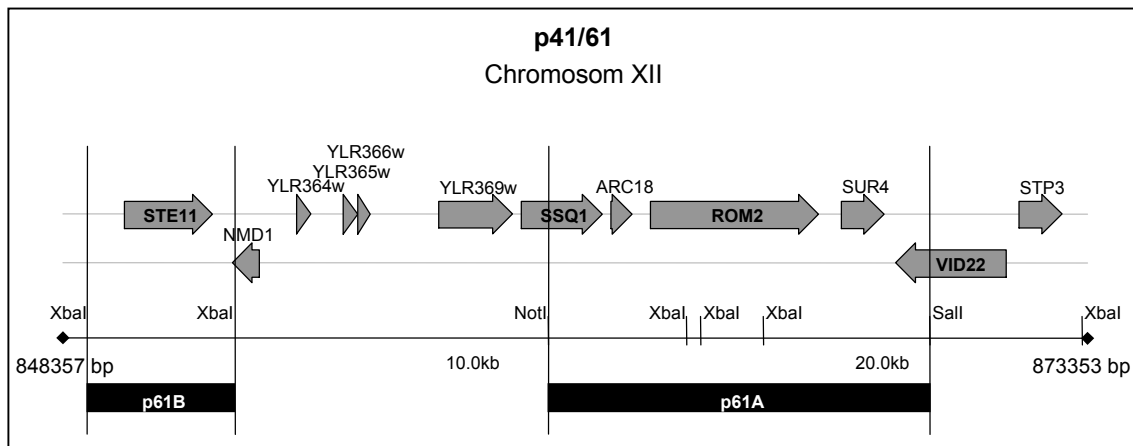 p41/61
Chromosom XII
YLR366w
YLR365w
YLR364w
YLR369w
ARC18
SUR4
STP3
STE11
SSQ1
ROM2
NMD1
VID22
XbaI XbaI NotI XbaI XbaI XbaI SalI XbaI
848357 bp 10.0kb 20.0kb 873353 bp
p61B p61A